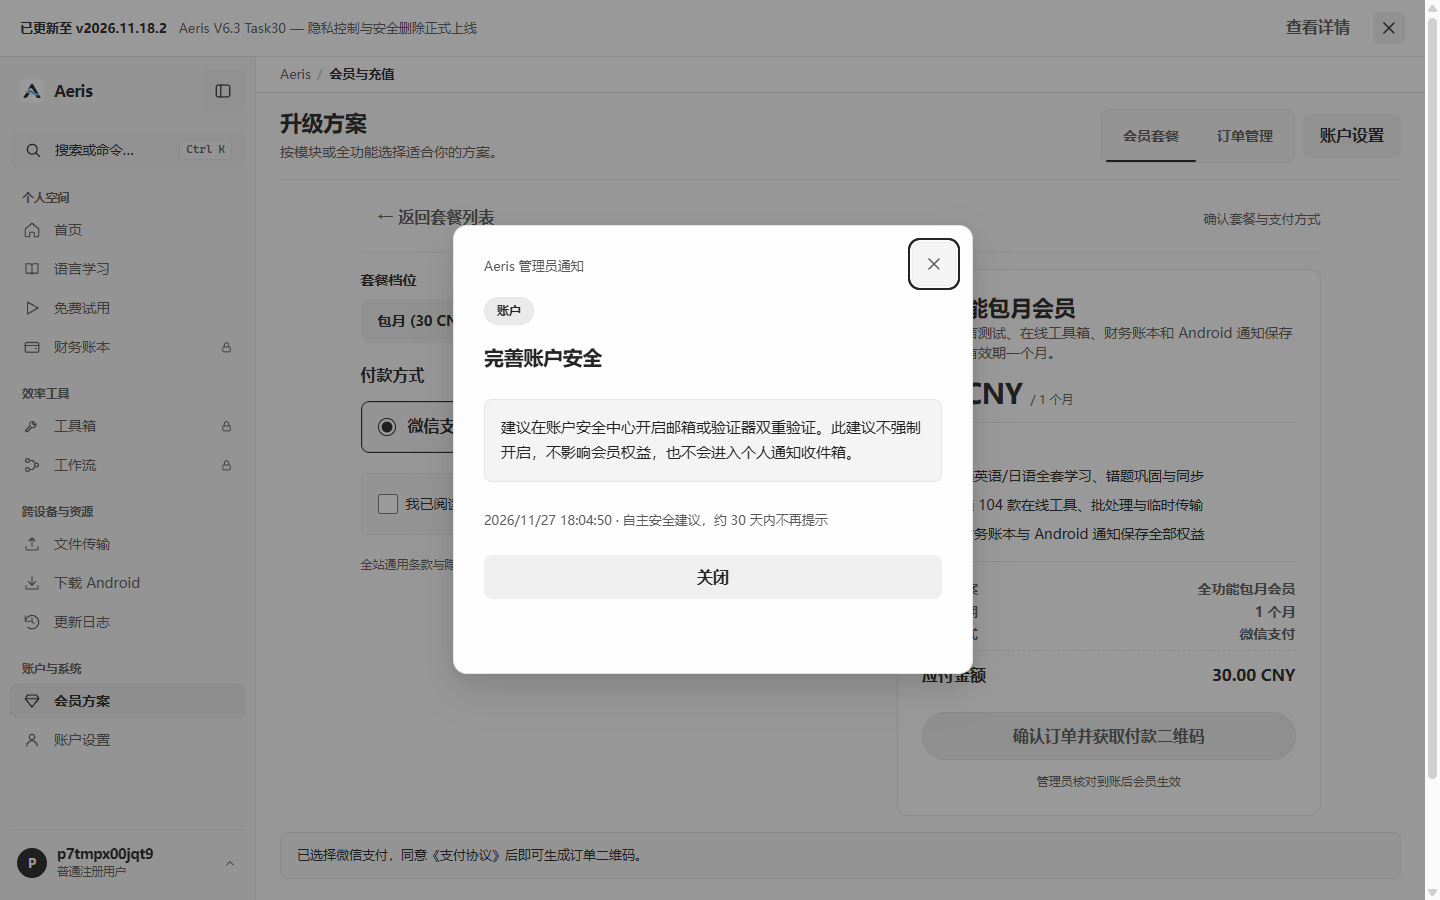 已更新至 v2026.11.18.2 Aeris V6.3 Task30 — 隐私控制与安全删除正式上线
查看详情
Aeris
搜索或命令... Ctrl K
个人空间
首页
语言学习
免费试用
财务账本
效率工具
工具箱
工作流
跨设备与资源
文件传输
下载 Android
更新日志
账户与系统
会员方案
账户设置
P
p7tmpx00jqt9
普通注册用户
Aeris / 会员与充值
升级方案
按模块或全功能选择适合你的方案。
会员套餐
订单管理
账户设置
← 返回套餐列表
确认套餐与支付方式
套餐档位
包月 (30 CN
付款方式
微信支
我已阅
全站通用条款与
Aeris 管理员通知
账户
完善账户安全
建议在账户安全中心开启邮箱或验证器双重验证。此建议不强制
开启，不影响会员权益，也不会进入个人通知收件箱。
2026/11/27 18:04:50 · 自主安全建议，约 30 天内不再提示
关闭
能包月会员
测试、在线工具箱、财务账本和 Android 通知保存
有效期一个月。
CNY / 1 个月
英语/日语全套学习、错题巩固与同步
104 款在线工具、批处理与临时传输
务账本与 Android 通知保存全部权益
全功能包月会员
1 个月
微信支付
应付金额 30.00 CNY
确认订单并获取付款二维码
管理员核对到账后会员生效
已选择微信支付，同意《支付协议》后即可生成订单二维码。